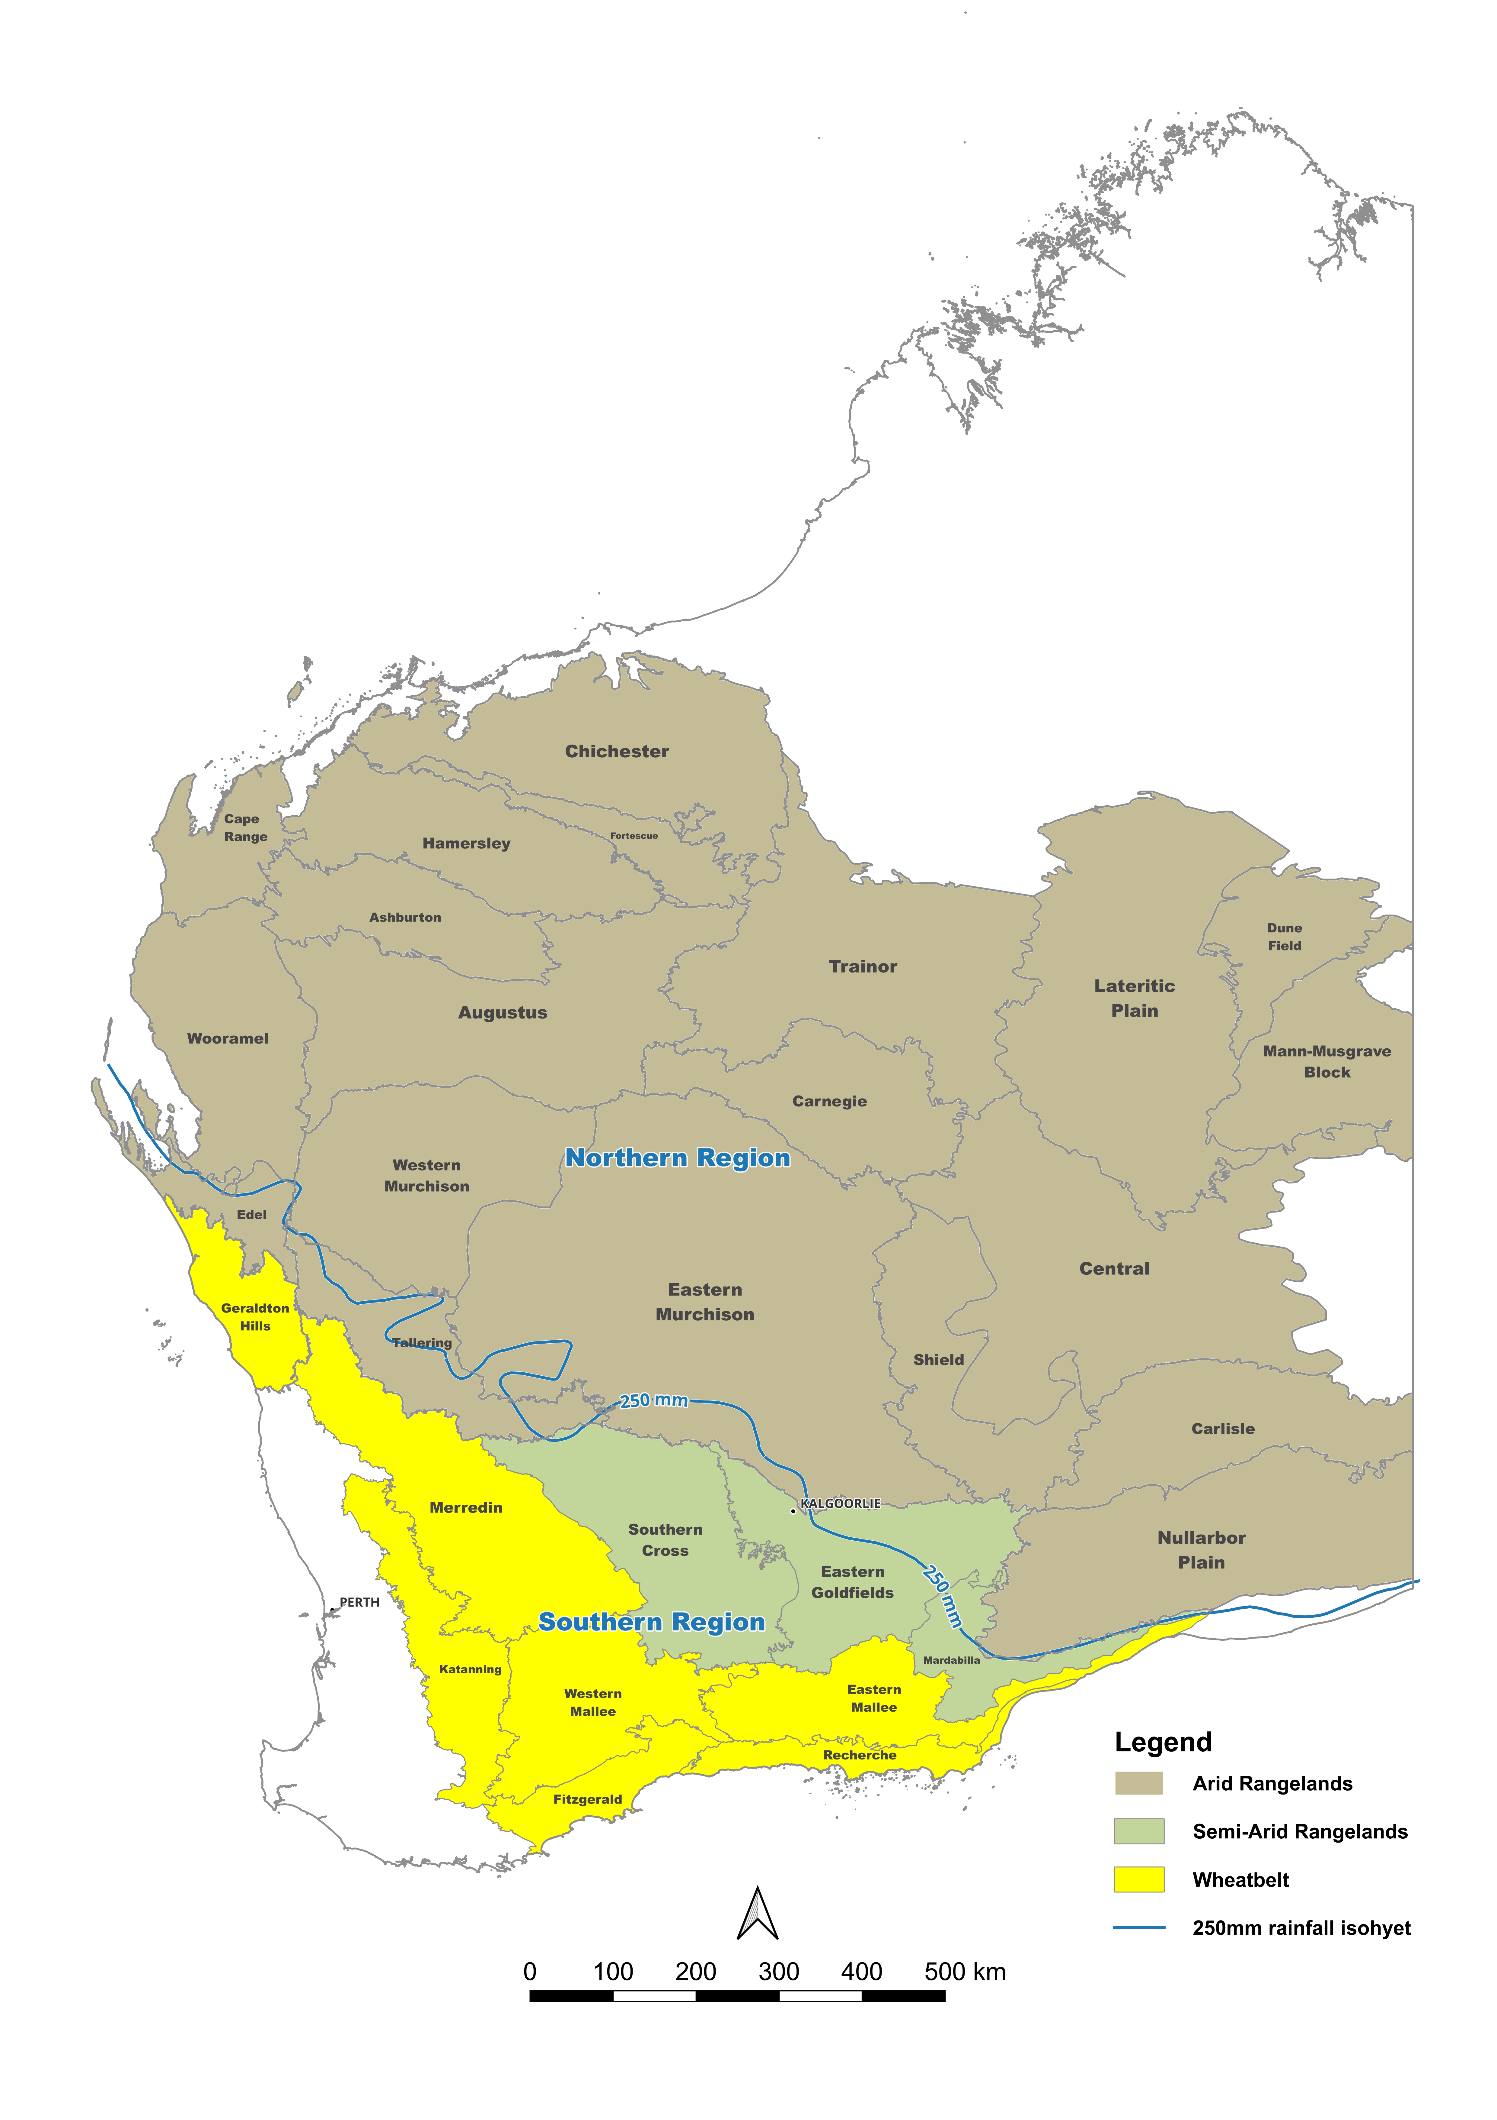 Chichester
Cape
Range
Hamersley
Fortescue
Ashburton
Dune
Field
Trainor
Lateritic
Plain
Augustus
Wooramel
Mann-Musgrave
Block
Carnegie
Northern Region
Western
Murchison
Edel
Central
Eastern
Murchison
Geraldton
Hills
Tallering
Shield
250 mm
Carlisle
KALGOORLIE
Merredin
Southern
Cross
Nullarbor
Plain
Eastern
Goldfields
250 mm
PERTH
Southern Region
Mardabilla
Katanning
Western
Mallee
Eastern
Mallee
Recherche
Fitzgerald
Legend
Arid Rangelands
Semi-Arid Rangelands
Wheatbelt
250mm rainfall isohyet
0 100 200 300 400 500 km